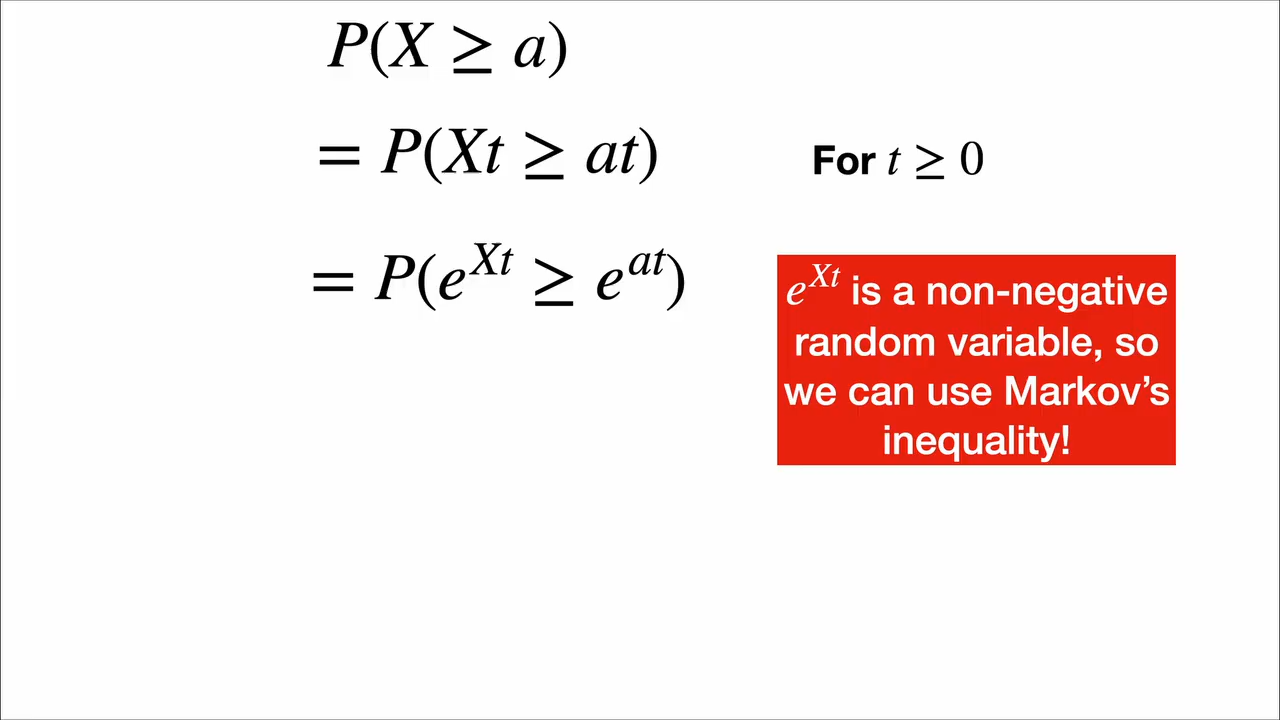 P(X ≥ a)
= P(Xt ≥ at)
For t ≥ 0
= P(e^{Xt} ≥ e^{at})
e^{Xt} is a non-negative
random variable, so
we can use Markov’s
inequality!